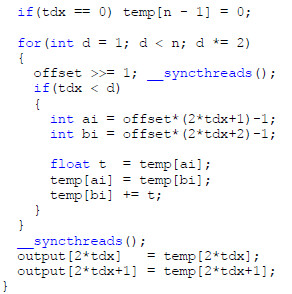 if(tdx == 0) temp[n - 1] = 0;
for(int d = 1; d < n; d *= 2)
{
offset >>= 1; __syncthreads();
if(tdx < d)
{
int ai = offset*(2*tdx+1)-1;
int bi = offset*(2*tdx+2)-1;
float t = temp[ai];
temp[ai] = temp[bi];
temp[bi] += t;
}
}
__syncthreads();
output[2*tdx] = temp[2*tdx];
output[2*tdx+1] = temp[2*tdx+1];
}